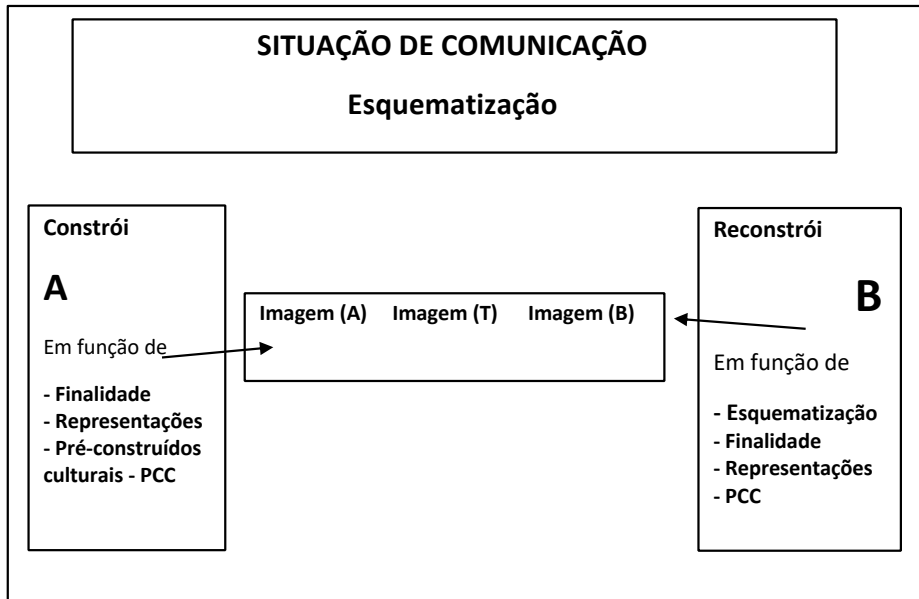 SITUAÇÃO DE COMUNICAÇÃO
Esquematização
Constrói
A
Em função de
- Finalidade
- Representações
- Pré-construídos
culturais - PCC
Imagem (A) Imagem (T) Imagem (B)
Reconstrói
B
Em função de
- Esquematização
- Finalidade
- Representações
- PCC